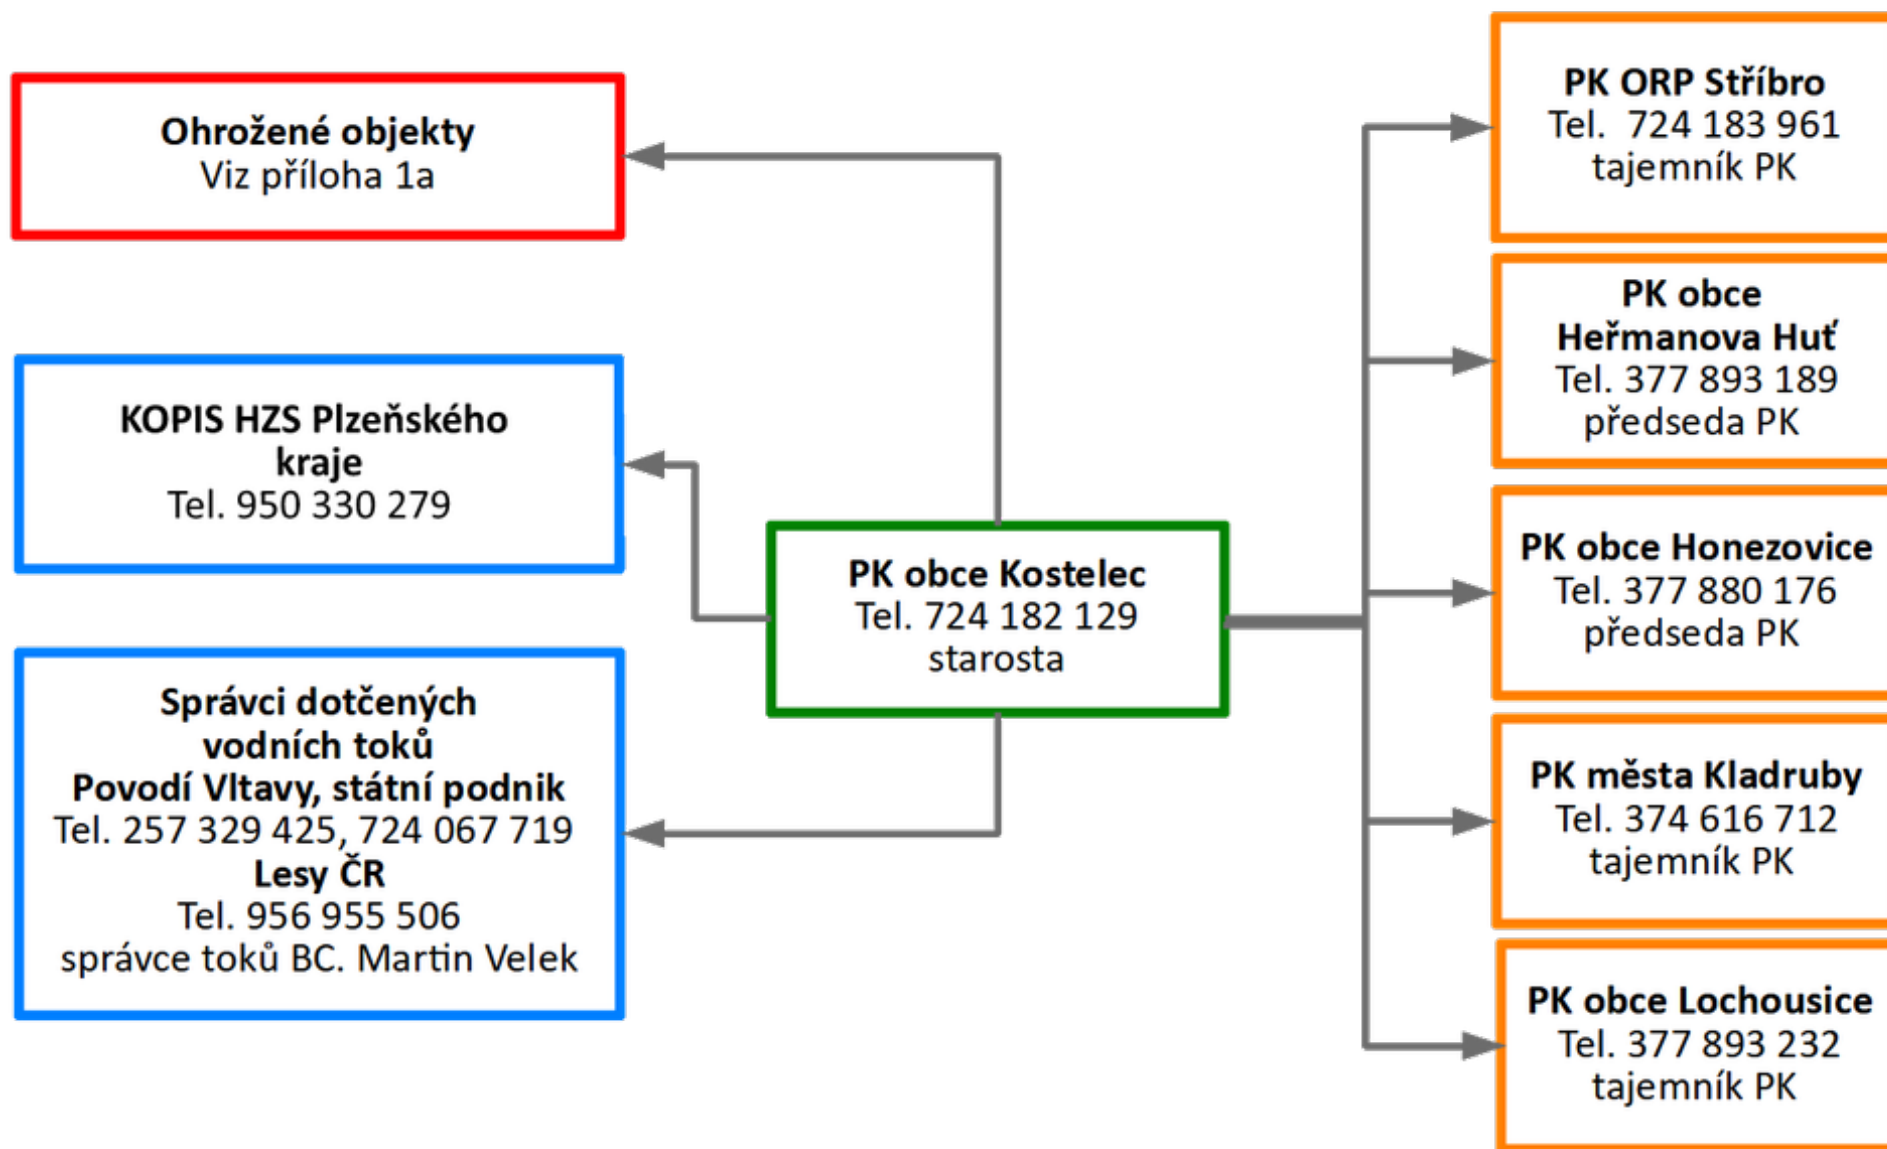 Ohrožené objekty
Viz příloha 1a
KOPIS HZS Plzeňského
kraje
Tel. 950 330 279
Správci dotčených
vodních toků
Povodí Vltavy, státní podnik
Tel. 257 329 425, 724 067 719
Lesy ČR
Tel. 956 955 506
správce toků BC. Martin Velek
PK obce Kostelec
Tel. 724 182 129
starosta
PK ORP Stříbro
Tel. 724 183 961
tajemník PK
PK obce
Heřmanova Huť
Tel. 377 893 189
předseda PK
PK obce Honezovice
Tel. 377 880 176
předseda PK
PK města Kladruby
Tel. 374 616 712
tajemník PK
PK obce Lochousice
Tel. 377 893 232
tajemník PK